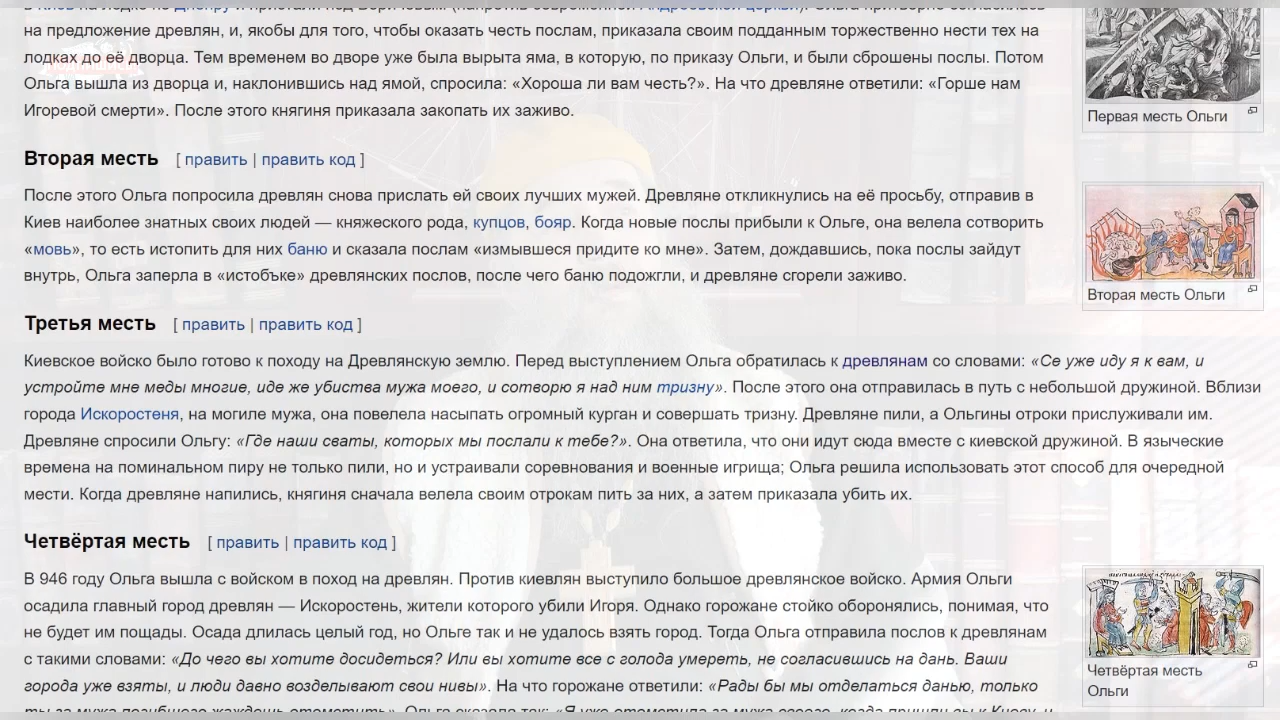 на предложение древлян, и, якобы для того, чтобы оказать честь послам, приказала своим подданным торжественно нести тех на
лодках до её дворца. Тем временем во дворе уже была вырыта яма, в которую, по приказу Ольги, и были сброшены послы. Потом
Ольга вышла из дворца и, наклонившись над ямой, спросила: «Хороша ли вам честь?». На что древляне ответили: «Горше нам
Игоревой смерти». После этого княгиня приказала закопать их заживо.
Первая месть Ольги
Вторая месть [ править | править код ]
После этого Ольга попросила древлян снова прислать ей своих лучших мужей. Древляне откликнулись на её просьбу, отправив в
Киев наиболее знатных своих людей — княжеского рода, купцов, бояр. Когда новые послы прибыли к Ольге, она велела сотворить
«мовь», то есть истопить для них баню и сказала послам «измывшеся придите ко мне». Затем, дождавшись, пока послы зайдут
внутрь, Ольга заперла в «истобъке» древлянских послов, после чего баню подожгли, и древляне сгорели заживо.
Вторая месть Ольги
Третья месть [ править | править код ]
Киевское войско было готово к походу на Древлянскую землю. Перед выступлением Ольга обратилась к древлянам со словами: «Се уже иду я к вам, и
устройте мне меды многие, иде же убиства мужа моего, и сотворю я над ним тризну». После этого она отправилась в путь с небольшой дружиной. Вблизи
города Искоростеня, на могиле мужа, она повелела насыпать огромный курган и совершать тризну. Древляне пили, а Ольгины отроки прислуживали им.
Древляне спросили Ольгу: «Где наши сваты, которых мы послали к тебе?». Она ответила, что они идут сюда вместе с киевской дружиной. В языческие
времена на поминальном пиру не только пили, но и устраивали соревнования и военные игрища; Ольга решила использовать этот способ для очередной
мести. Когда древляне напились, княгиня сначала велела своим отрокам пить за них, а затем приказала убить их.
Четвёртая месть [ править | править код ]
В 946 году Ольга вышла с войском в поход на древлян. Против киевлян выступило большое древлянское войско. Армия Ольги
осадила главный город древлян — Искоростень, жители которого убили Игоря. Однако горожане стойко оборонялись, понимая, что
не будет им пощады. Осада длилась целый год, но Ольге так и не удалось взять город. Тогда Ольга отправила послов к древлянам
с такими словами: «До чего вы хотите досидеться? Или вы хотите все с голода умереть, не согласившись на дань. Ваши
города уже взяты, и люди давно возделывают свои нивы». На что горожане ответили: «Рады бы мы отделаться данью, только
Четвёртая месть
Ольги